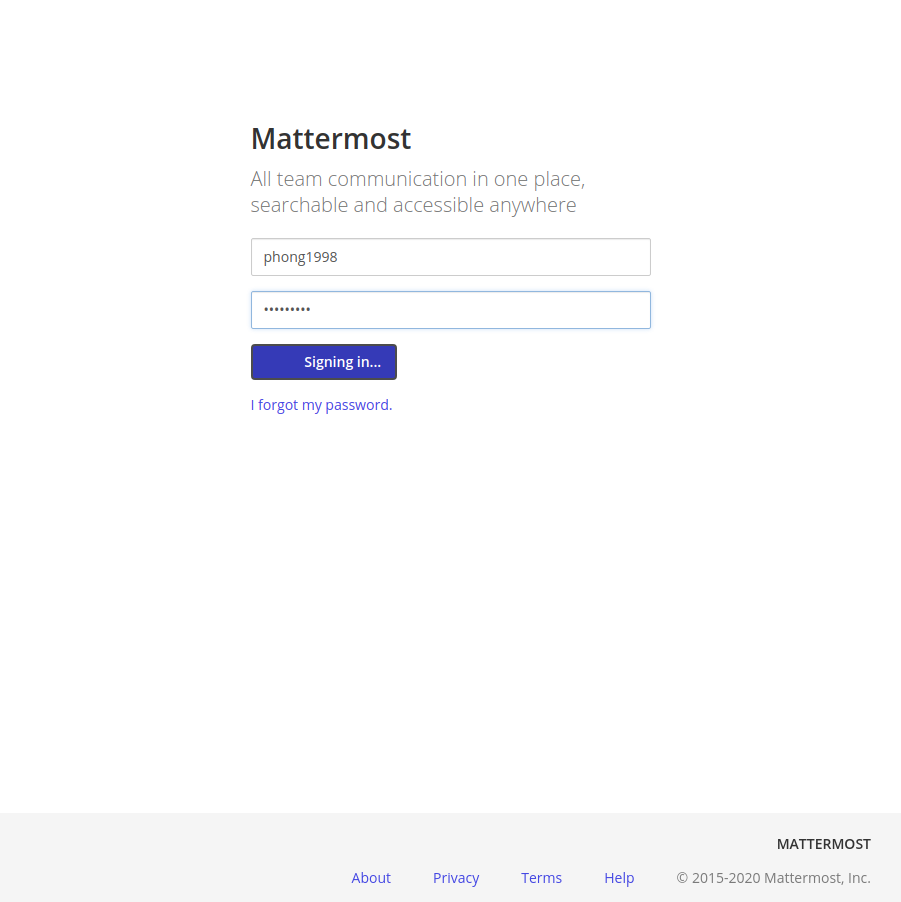 Mattermost
All team communication in one place,
searchable and accessible anywhere
phong1998
•••••••••
Signing in...
I forgot my password.
MATTERMOST
About Privacy Terms Help © 2015-2020 Mattermost, Inc.